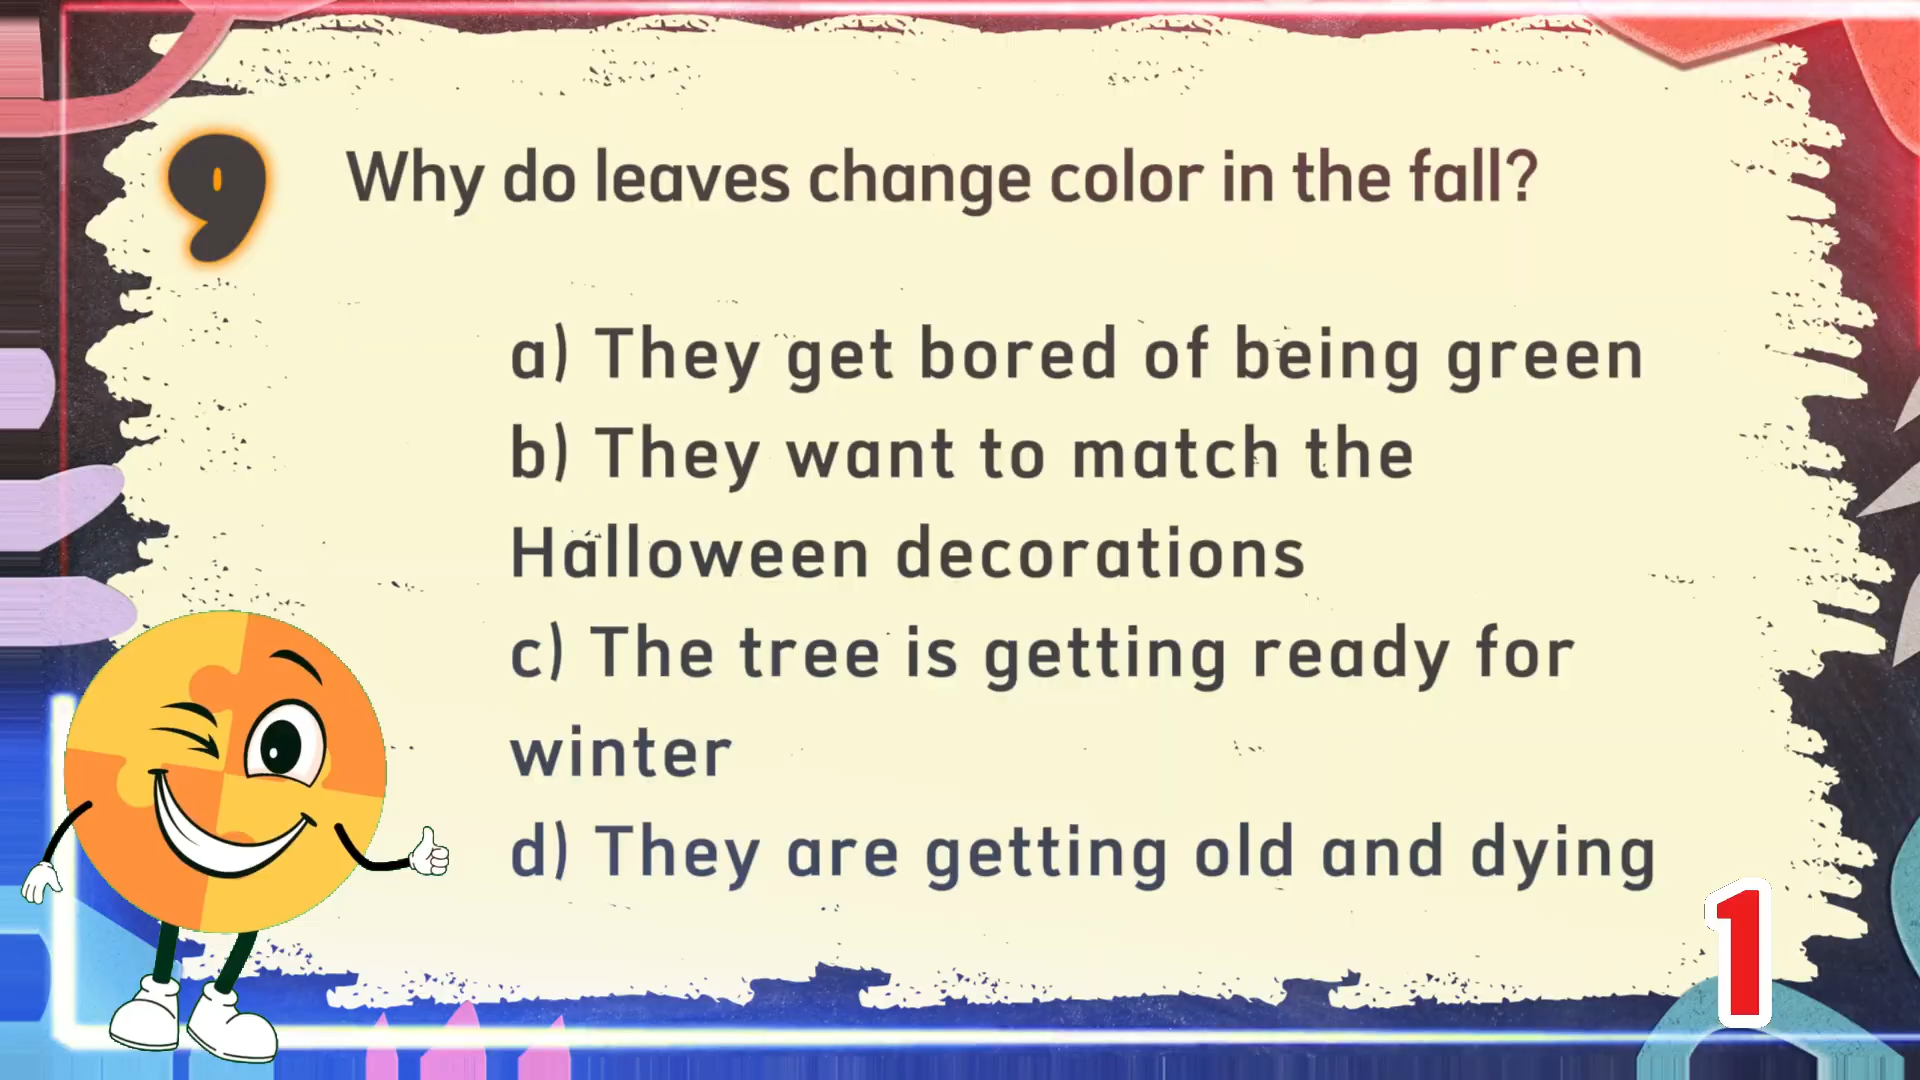 9 Why do leaves change color in the fall?
a) They get bored of being green
b) They want to match the
Halloween decorations
c) The tree is getting ready for
winter
d) They are getting old and dying
1